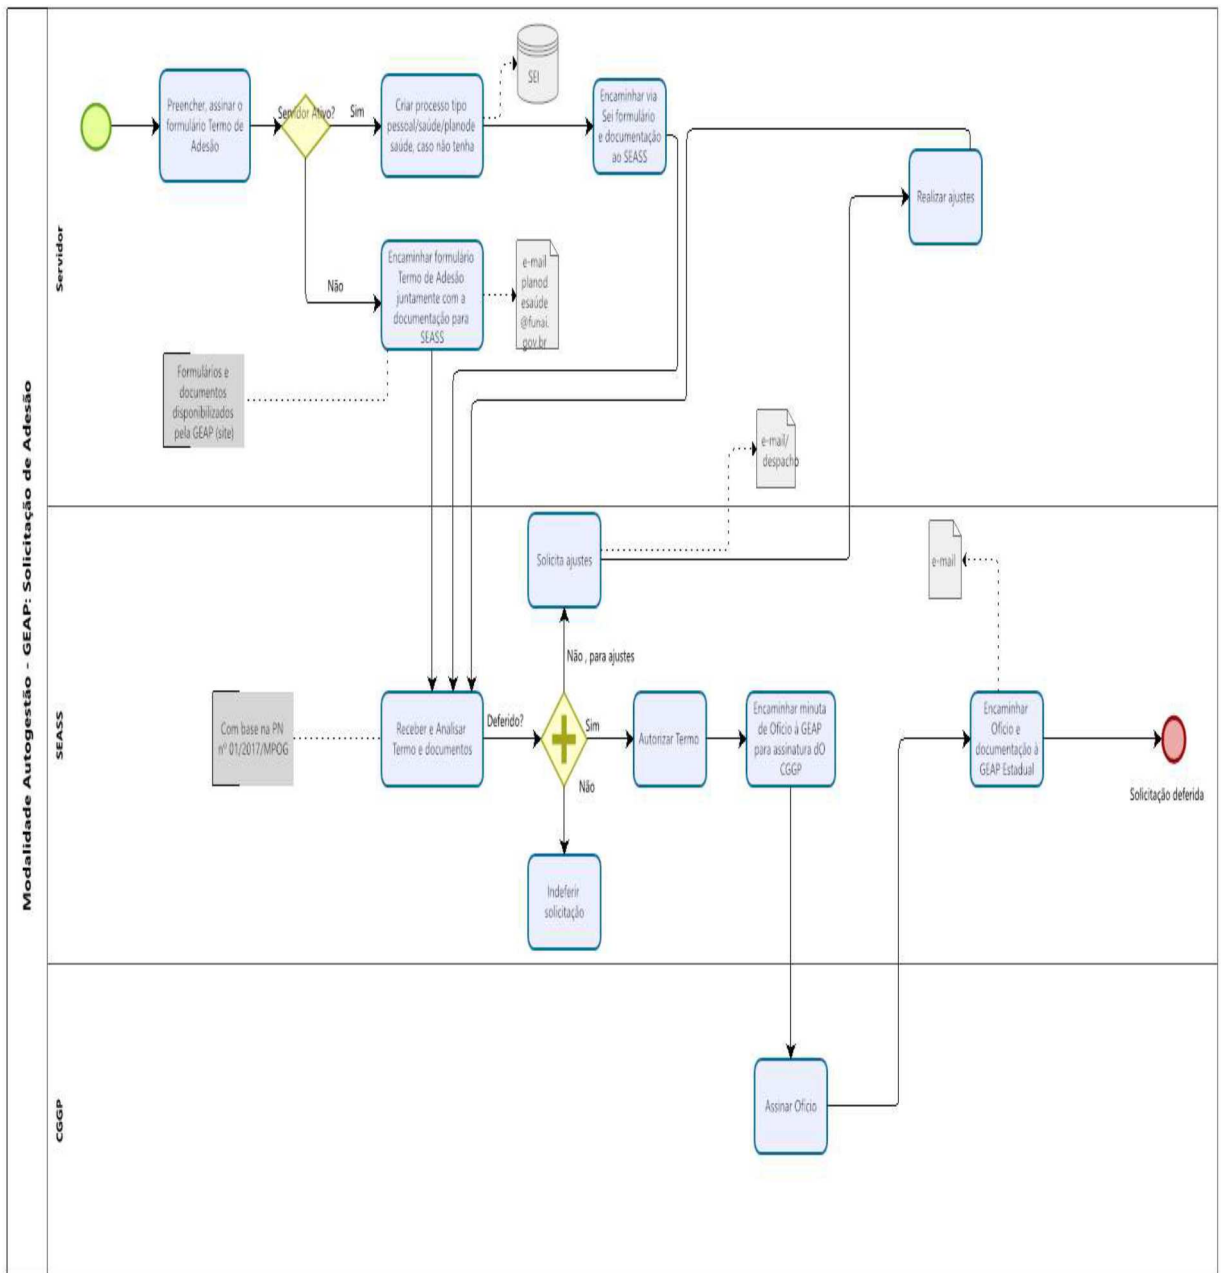 Modalidade Autogestão - GEAP: Solicitação de Adesão
Servidor
Preencher, assinar o
formulário Termo de
Adesão
Servidor Ativo?
Sim
Criar processo tipo
pessoal/saúde/planode
saúde, caso não tenha
SEI
Encaminhar via
Sei formulário
e documentação
ao SEASS
Realizar ajustes
Não
Encaminhar formulário
Termo de Adesão
juntamente com a
documentação para
SEASS
e-mail
planod
esaúde
@funai.
gov.br
Formulários e
documentos
disponibilizados
pela GEAP (site)
e-mail/
despacho
SEASS
Solicita ajustes
e-mail
Não , para ajustes
Com base na PN
nº 01/2017/MPOG
Receber e Analisar
Termo e documentos
Deferido?
Sim
Autorizar Termo
Encaminhar minuta
de Ofício à GEAP
para assinatura dO
CGGP
Encaminhar
Ofício e
documentação à
GEAP Estadual
Solicitação deferida
Não
Indeferir
solicitação
CGGP
Assinar Ofício